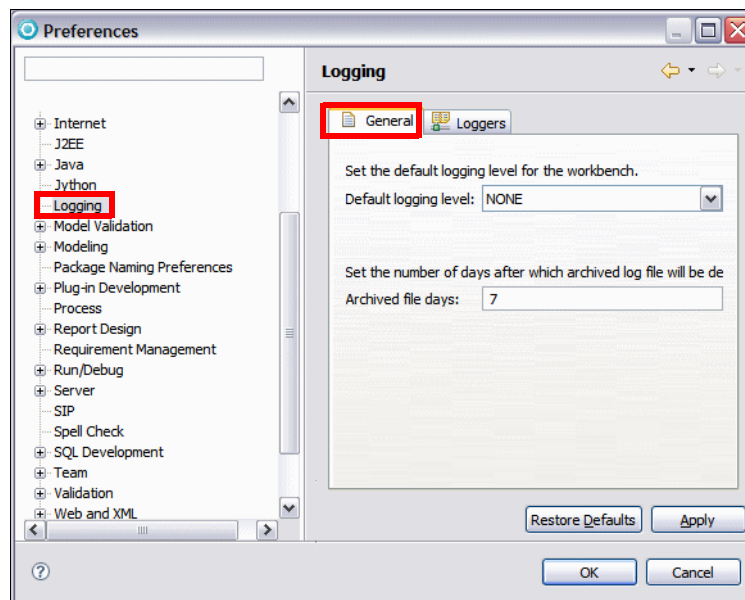 Preferences
Internet
J2EE
Java
Jython
Logging
Model Validation
Modeling
Package Naming Preferences
Plug-in Development
Process
Report Design
Requirement Management
Run/Debug
Server
SIP
Spell Check
SQL Development
Team
Validation
Web and XML
Logging
General
Loggers
Set the default logging level for the workbench.
Default logging level: NONE
Set the number of days after which archived log file will be de
Archived file days: 7
Restore Defaults
Apply
?
OK
Cancel